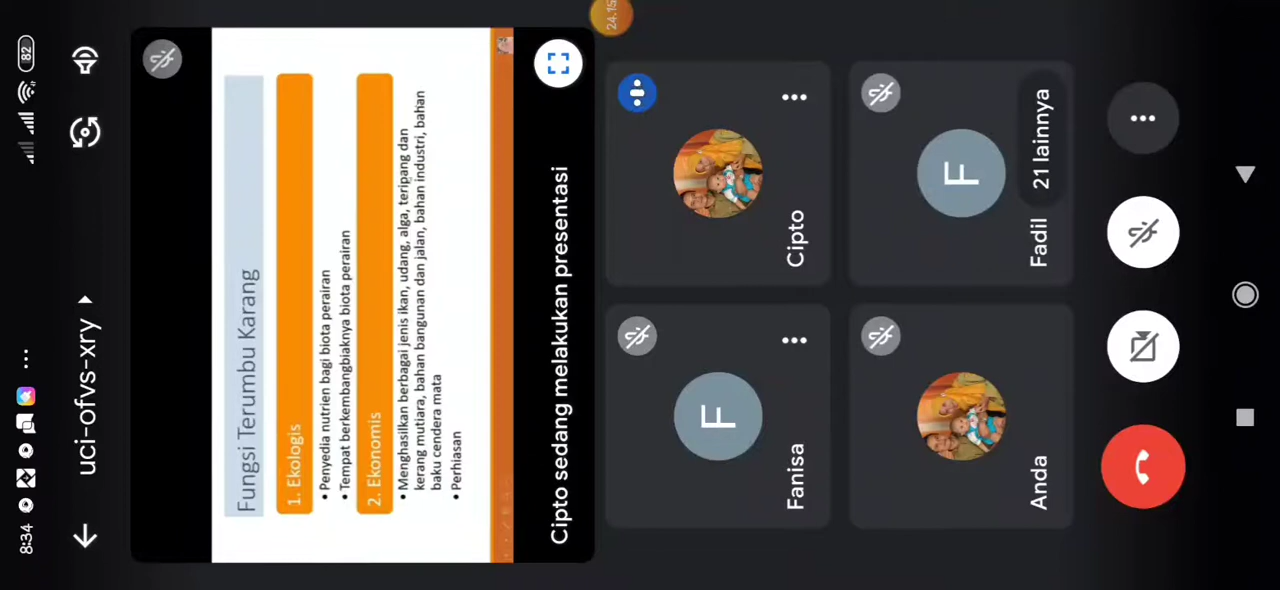 8:34
82
uci-ofvs-xry
Fungsi Terumbu Karang
1. Ekologis
• Penyedia nutrien bagi biota perairan
• Tempat berkembangbiaknya biota perairan
2. Ekonomis
• Menghasilkan berbagai jenis ikan, udang, alga, teripang dan
kerang mutiara, bahan bangunan dan jalan, bahan industri, bahan
baku cendera mata
• Perhiasan
Cipto sedang melakukan presentasi
24.15
F
Fanisa
Cipto
Anda
F
Fadil
21 lainnya